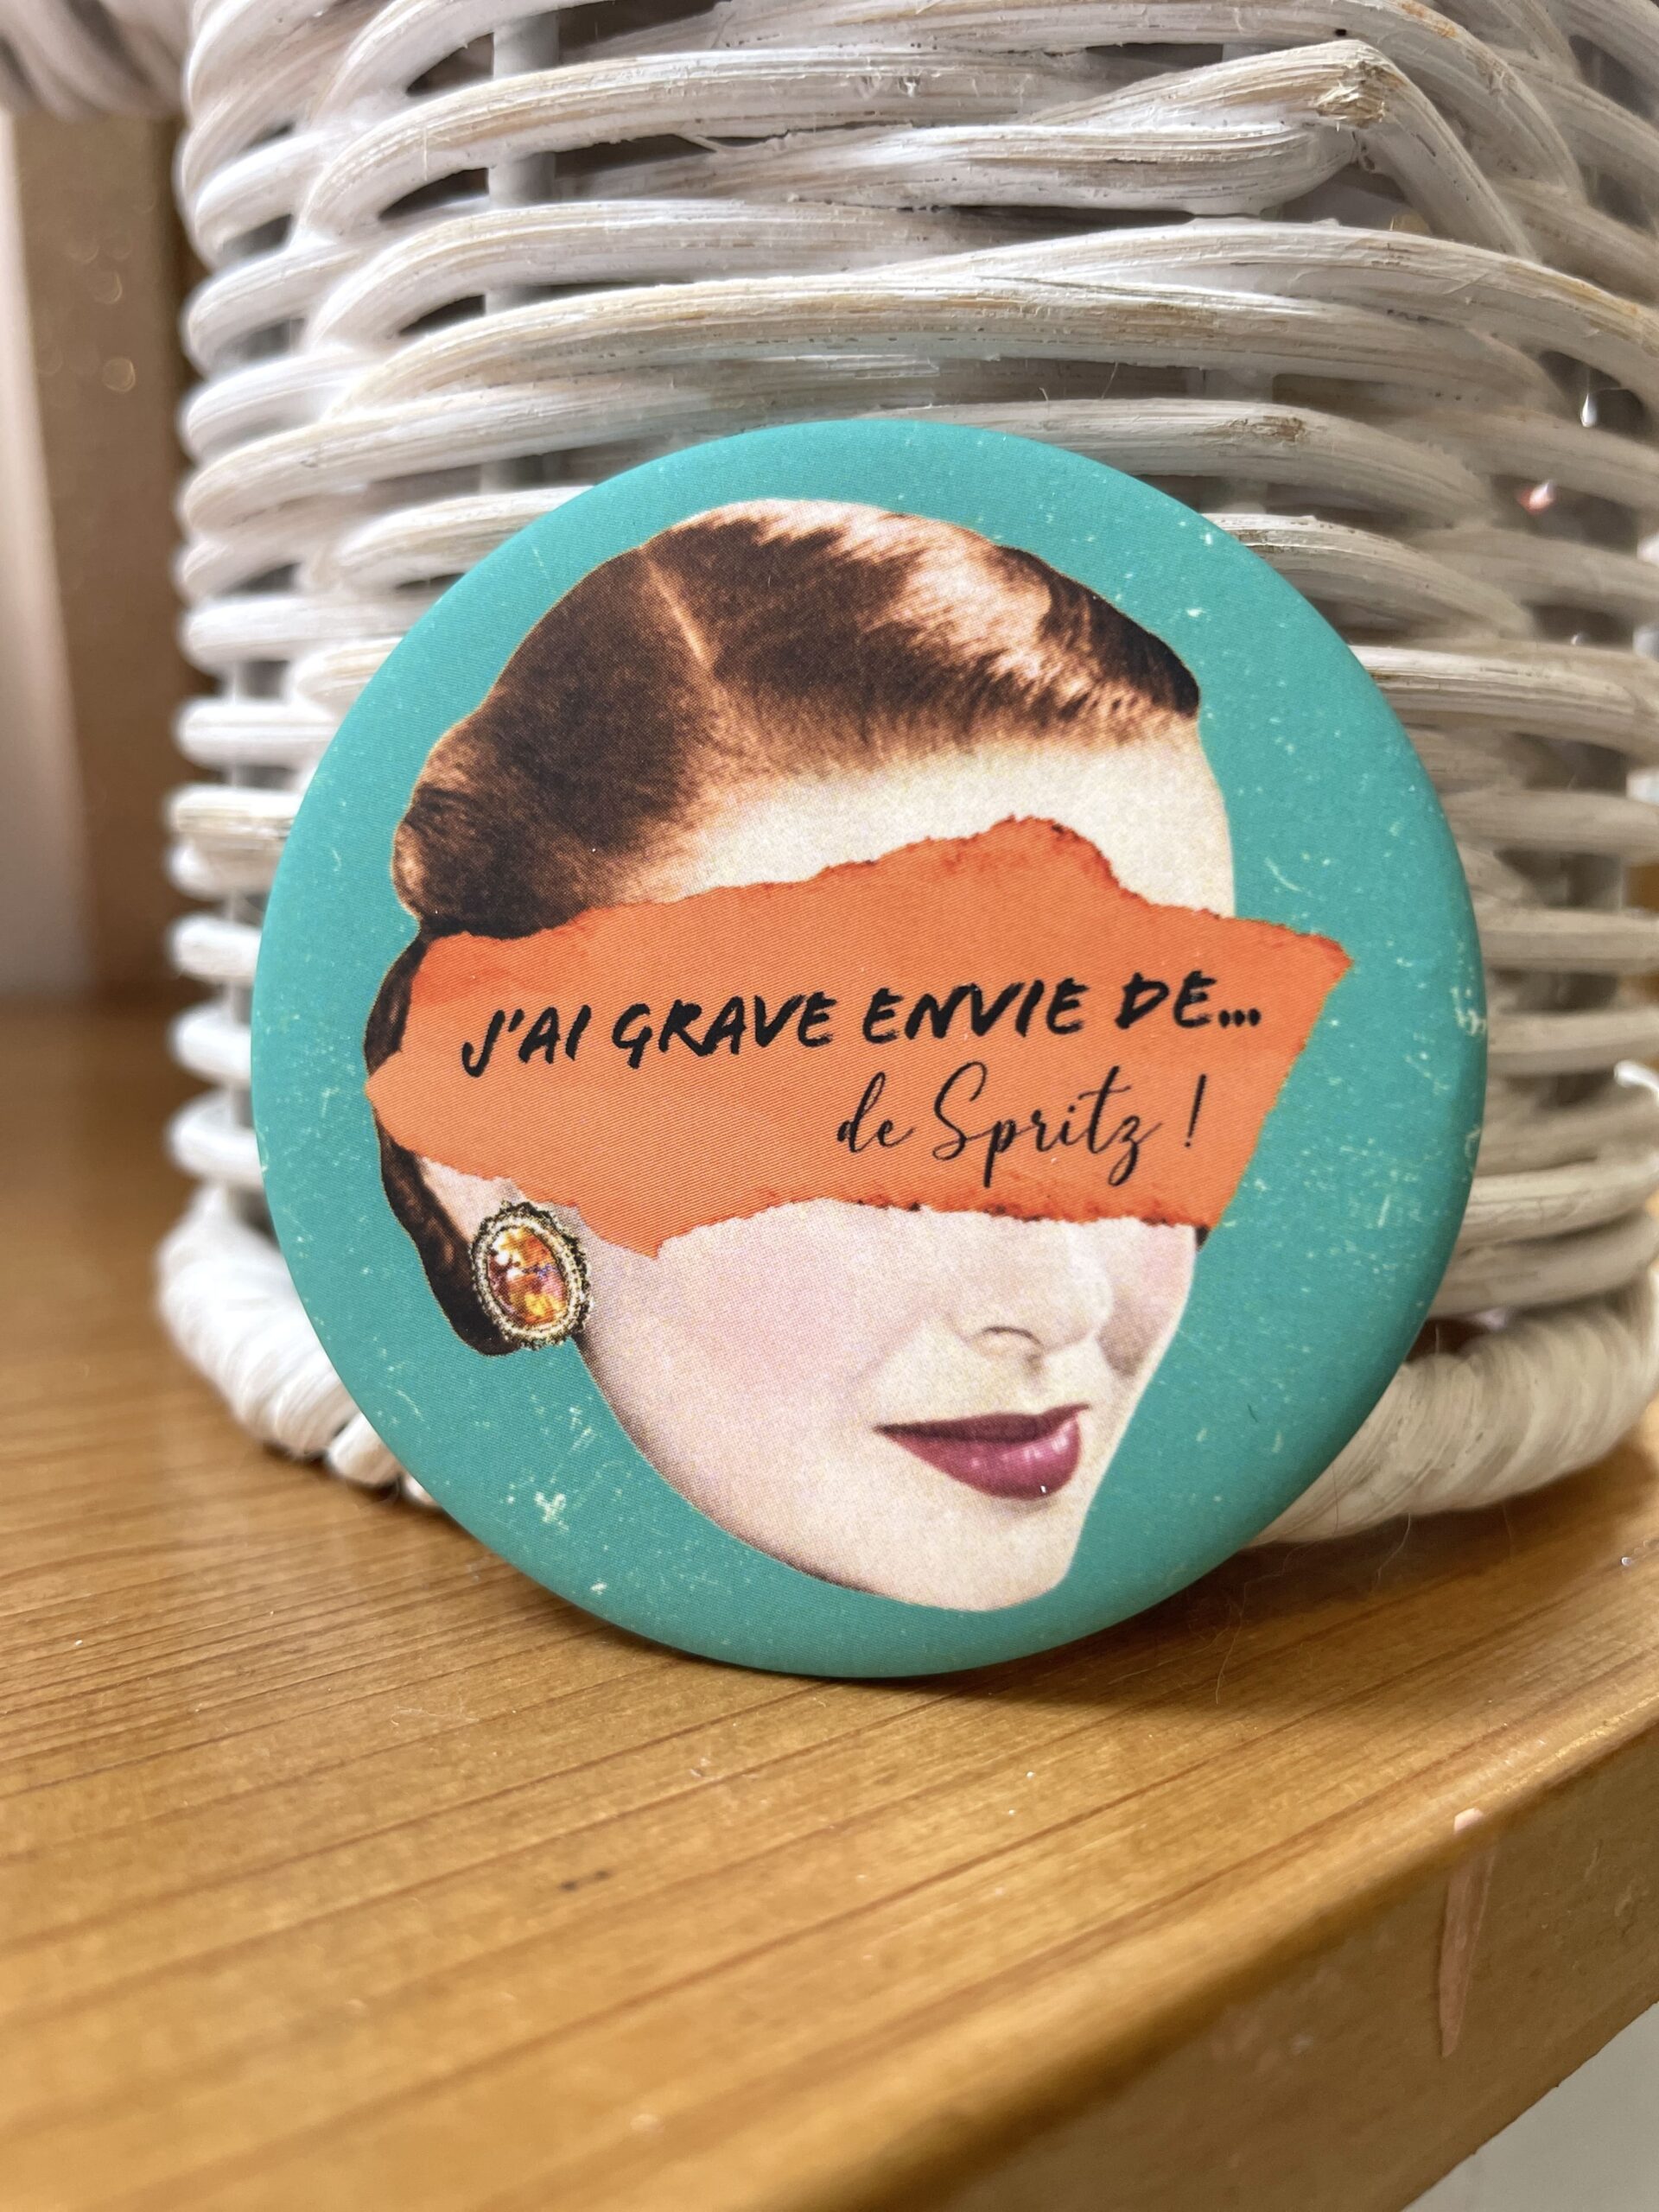 J'AI GRAVE ENVIE DE...
de Spritz !